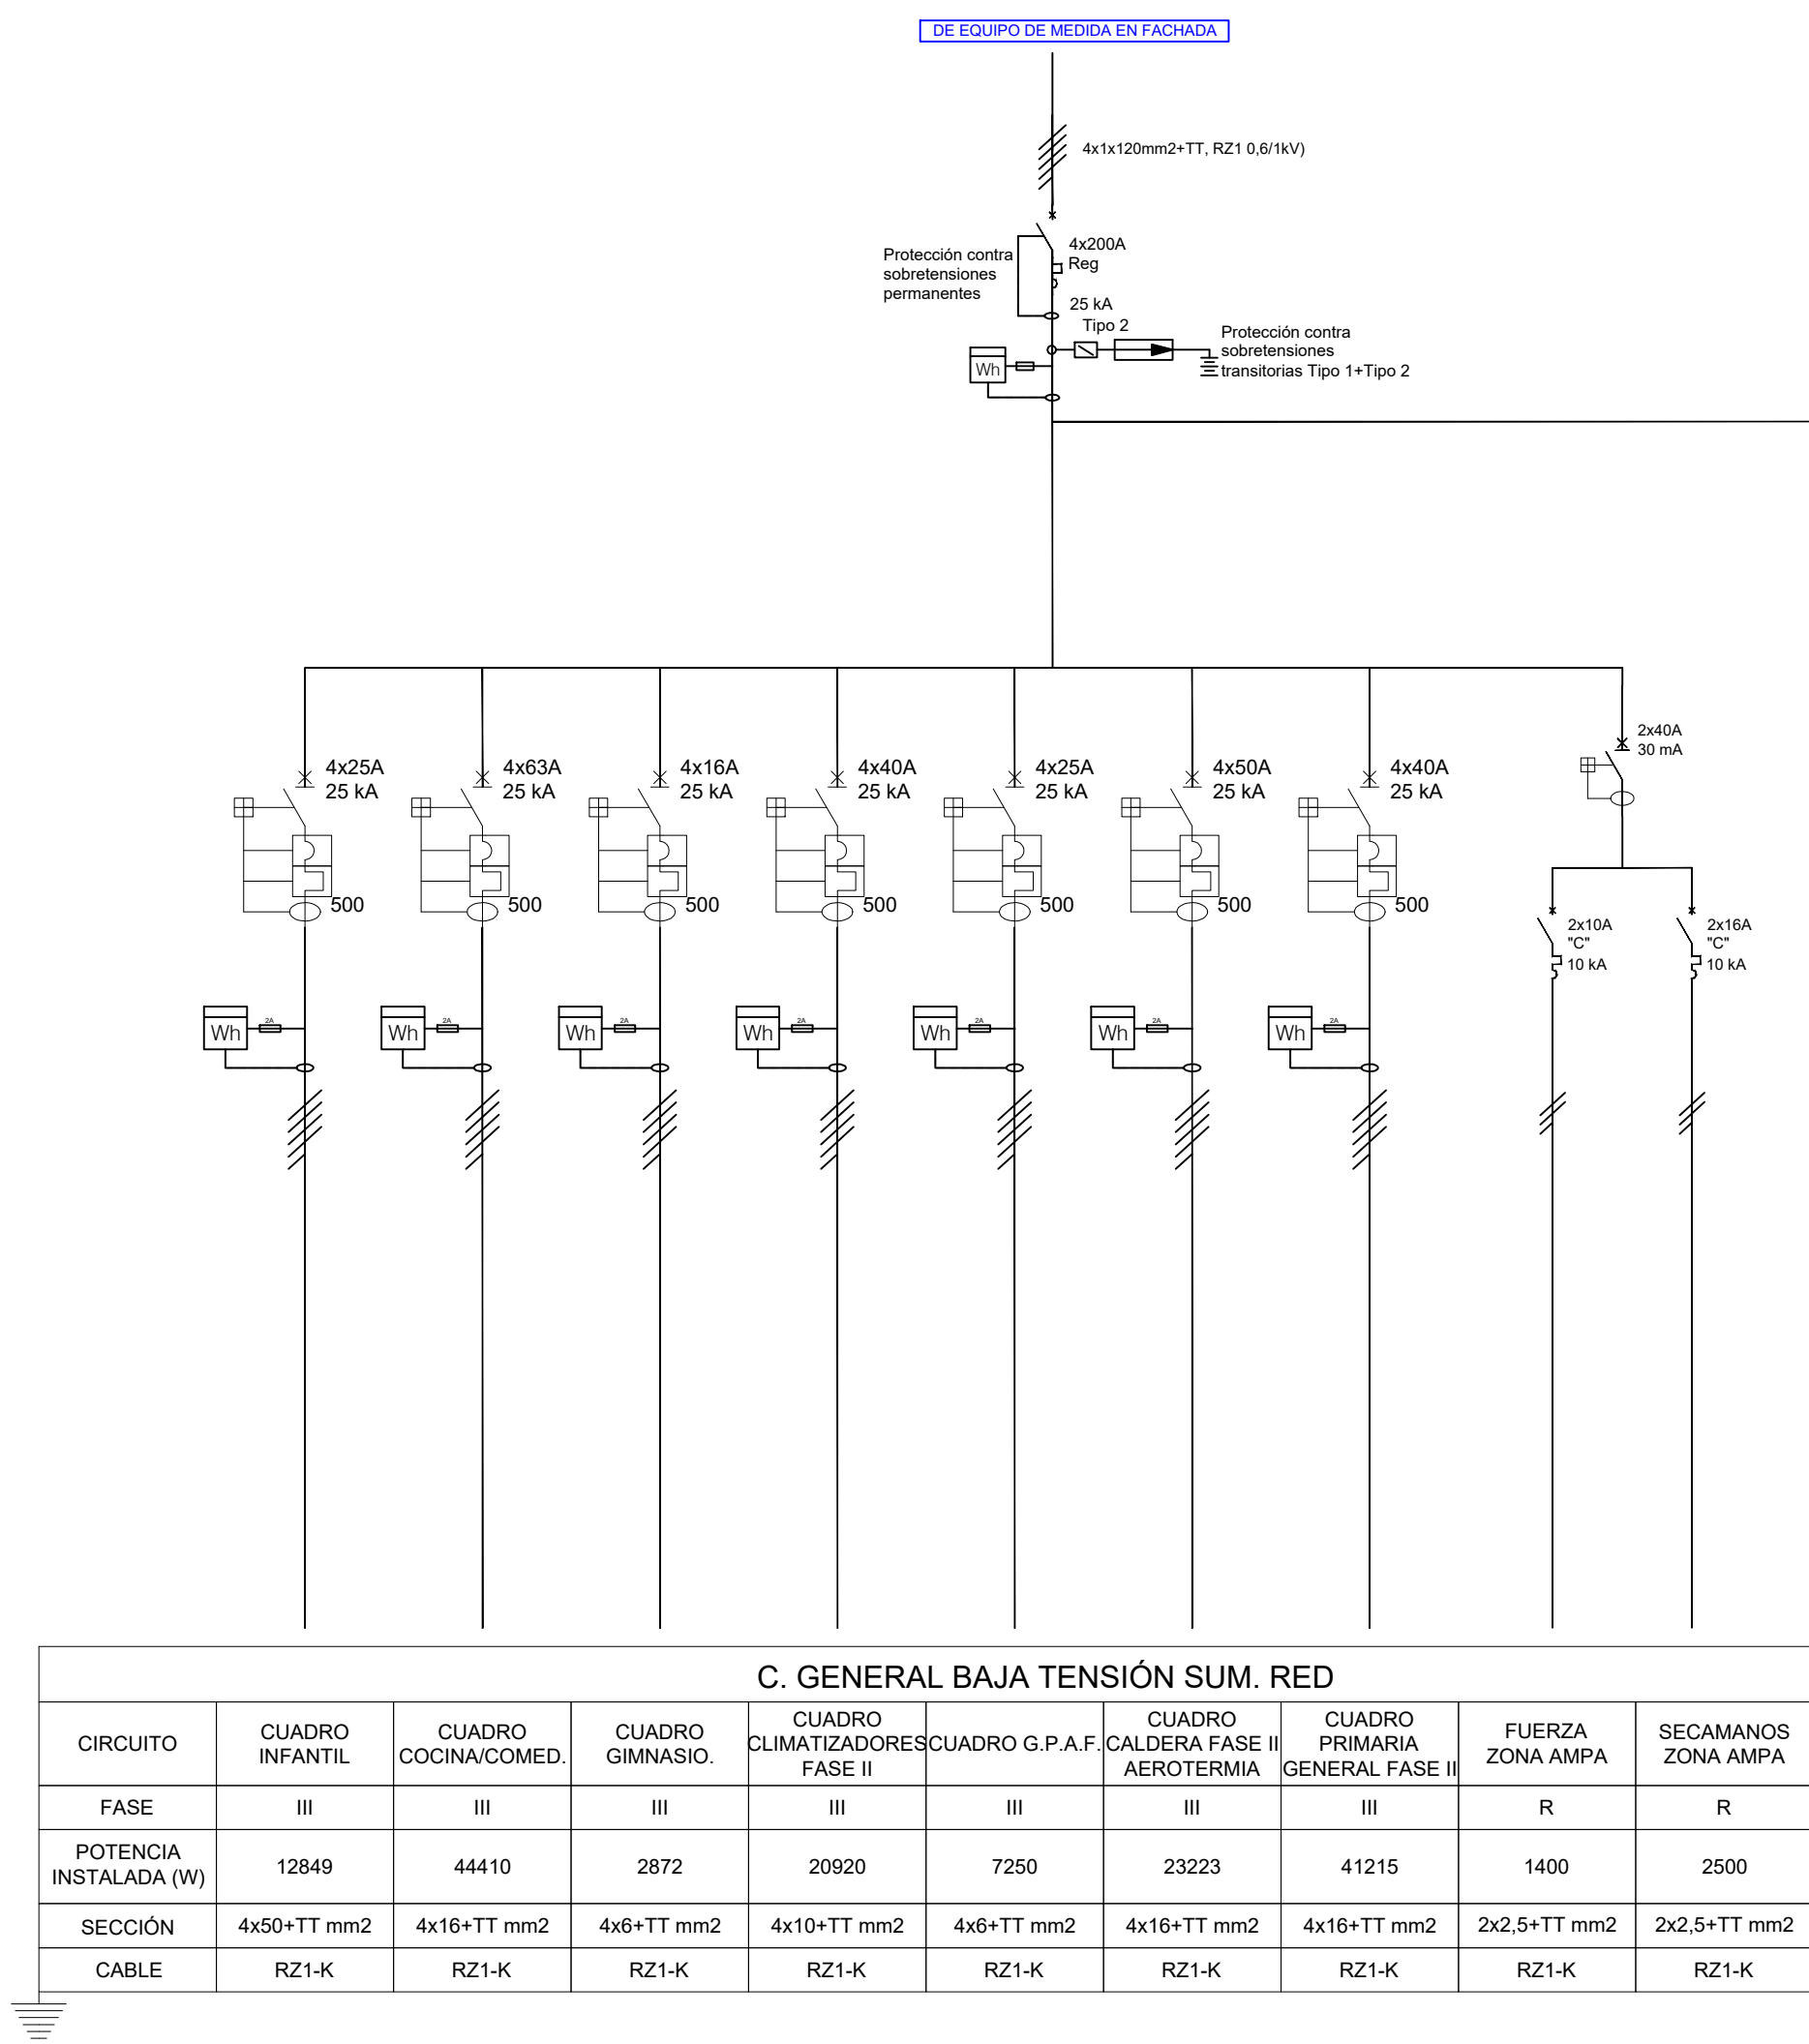 DE EQUIPO DE MEDIDA EN FACHADA
4x1x120mm2+TT, RZ1 0,6/1kV)
Protección contra
sobretensiones
permanentes
4x200A
Reg
25 kA
Tipo 2
Wh
Protección contra
sobretensiones
transitorias Tipo 1+Tipo 2
4x25A
25 kA
500
4x63A
25 kA
500
4x16A
25 kA
500
4x40A
25 kA
500
4x25A
25 kA
500
4x50A
25 kA
500
4x40A
25 kA
500
2x40A
30 mA
2x10A
"C"
10 kA
2x16A
"C"
10 kA
Wh 2A
Wh 2A
Wh 2A
Wh 2A
Wh 2A
Wh 2A
Wh 2A
C. GENERAL BAJA TENSIÓN SUM. RED
CIRCUITO
CUADRO
INFANTIL
CUADRO
COCINA/COMED.
CUADRO
GIMNASIO.
CUADRO
CLIMATIZADORES
FASE II
CUADRO G.P.A.F.
CUADRO
CALDERA FASE II
AEROTERMIA
CUADRO
PRIMARIA
GENERAL FASE II
FUERZA
ZONA AMPA
SECAMANOS
ZONA AMPA
FASE III III III III III III III R R
POTENCIA
INSTALADA (W)
12849 44410 2872 20920 7250 23223 41215 1400 2500
SECCIÓN 4x50+TT mm2 4x16+TT mm2 4x6+TT mm2 4x10+TT mm2 4x6+TT mm2 4x16+TT mm2 4x16+TT mm2 2x2,5+TT mm2 2x2,5+TT mm2
CABLE RZ1-K RZ1-K RZ1-K RZ1-K RZ1-K RZ1-K RZ1-K RZ1-K RZ1-K